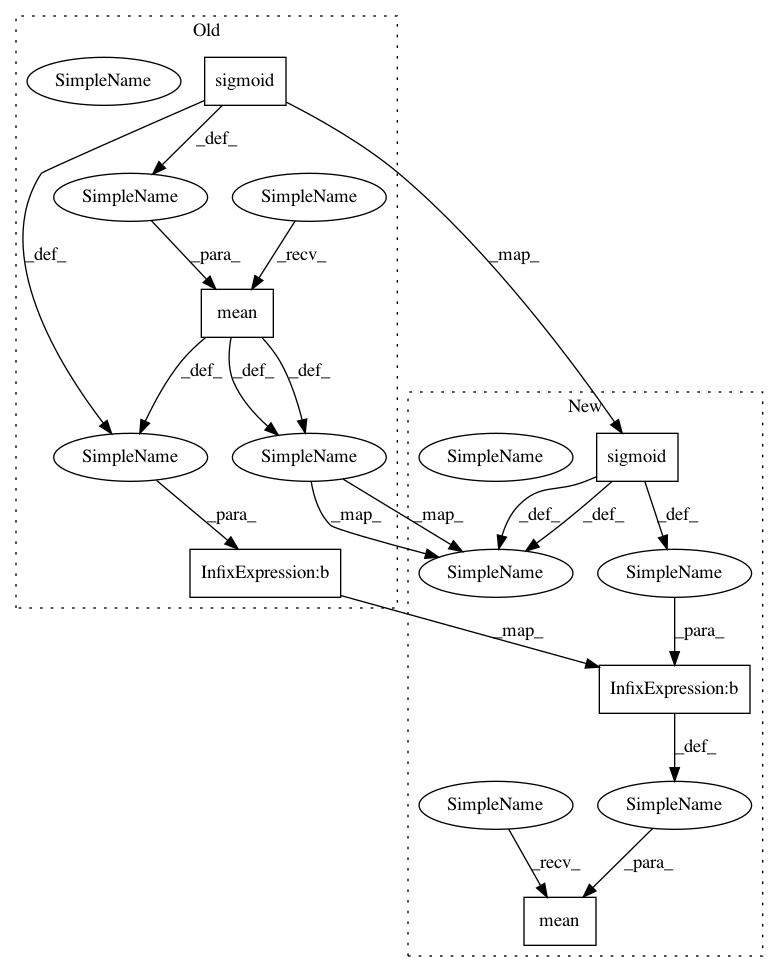 Old
SimpleName
sigmoid
_def_
SimpleName
SimpleName
_def_
_para_
_recv_
_map_
mean
_def_
_def_
_def_
New
SimpleName
SimpleName
SimpleName
sigmoid
_para_
_map_
_map_
_def_
_def_
_def_
InfixExpression:b
SimpleName
SimpleName
_map_
_para_
InfixExpression:b
_def_
SimpleName
SimpleName
_recv_
_para_
mean